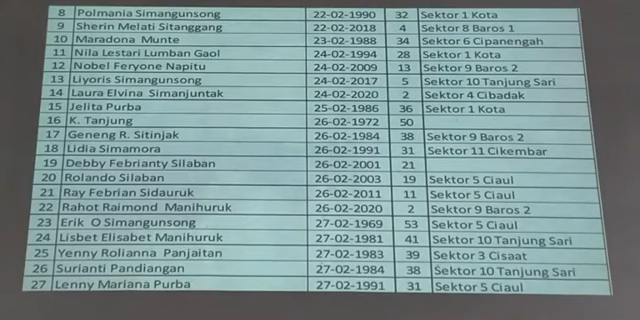 8 Polmania Simangunsong 22-02-1990 32 Sektor 1 Kota
9 Sherin Melati Sitanggang 22-02-2018 4 Sektor 8 Baros 1
10 Maradona Munte 23-02-1988 34 Sektor 6 Cipanengah
11 Nila Lestari Lumban Gaol 24-02-1994 28 Sektor 1 Kota
12 Nobel Feryone Napitu 24-02-2009 13 Sektor 9 Baros 2
13 Liyoris Simangunsong 24-02-2017 5 Sektor 10 Tanjung Sari
14 Laura Elvina Simanjuntak 24-02-2020 2 Sektor 4 Cibadak
15 Jelita Purba 25-02-1986 36 Sektor 1 Kota
16 K. Tanjung 26-02-1972 50
17 Geneng R. Sitinjak 26-02-1984 38 Sektor 9 Baros 2
18 Lidia Simamora 26-02-1991 31 Sektor 11 Cikembar
19 Debby Febrianty Silaban 26-02-2001 21
20 Rolando Silaban 26-02-2003 19 Sektor 5 Ciaul
21 Ray Febrian Sidauruk 26-02-2011 11 Sektor 5 Ciaul
22 Rahot Raimond Manihuruk 26-02-2020 2 Sektor 9 Baros 2
23 Erik O Simangunsong 27-02-1969 53 Sektor 5 Ciaul
24 Lisbet Elisabet Manihuruk 27-02-1981 41 Sektor 10 Tanjung Sari
25 Yenny Rolianna Panjaitan 27-02-1983 39 Sektor 3 Cisaat
26 Surianti Pandiangan 27-02-1984 38 Sektor 10 Tanjung Sari
27 Lenny Mariana Purba 27-02-1991 31 Sektor 5 Ciaul